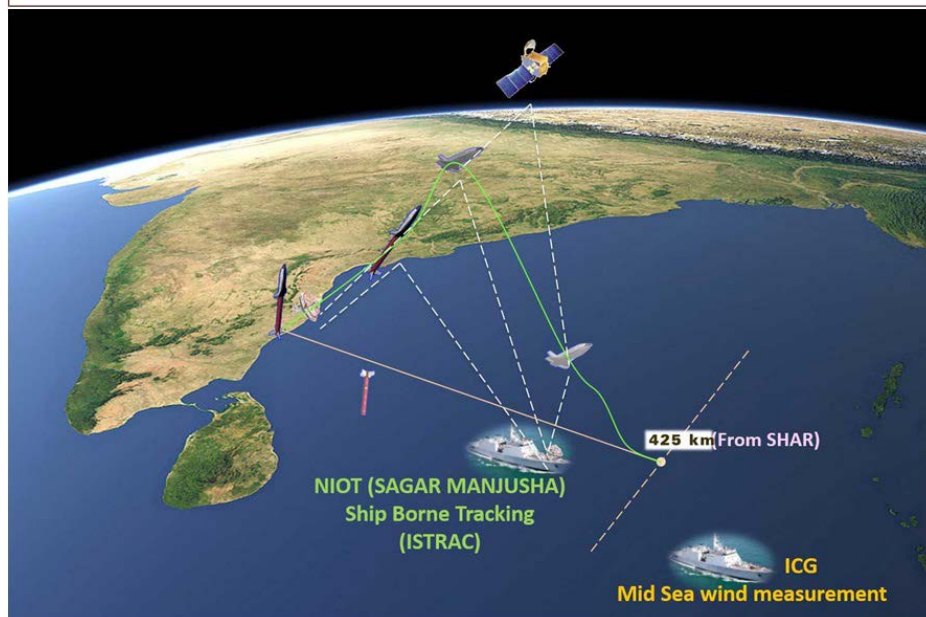 425 km (From SHAR)
NIOT (SAGAR MANJUSHA)
Ship Borne Tracking
(ISTRAC)
ICG
Mid Sea wind measurement